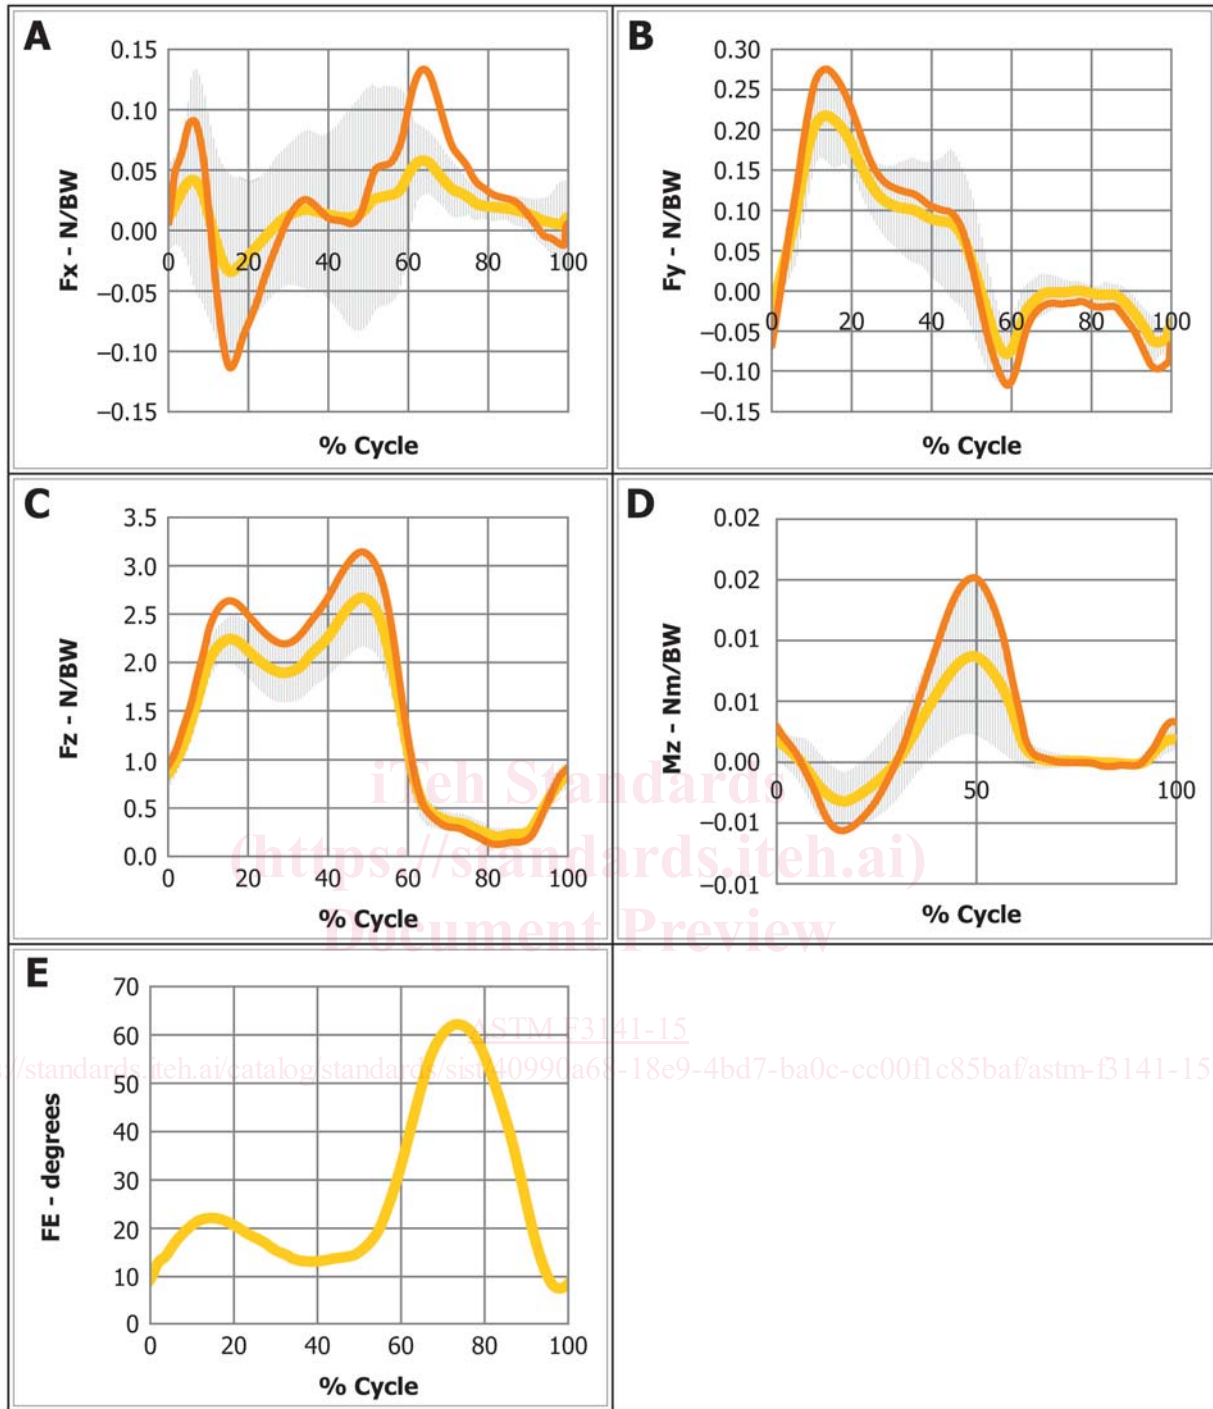 A
0.15
0.10
0.05
0.00
−0.05
−0.10
−0.15
Fx - N/BW
0 20 40 60 80 100
% Cycle
B
0.30
0.25
0.20
0.15
0.10
0.05
0.00
−0.05
−0.10
−0.15
Fy - N/BW
0 20 40 60 80 100
% Cycle
C
3.5
3.0
2.5
2.0
1.5
1.0
0.5
0.0
Fz - N/BW
0 20 40 60 80 100
% Cycle
D
0.02
0.02
0.01
0.01
0.00
−0.01
−0.01
Mz - Nm/BW
0 50 100
% Cycle
iTeh Standards
(https://standards.iteh.ai)
Document Preview
E
70
60
50
40
30
20
10
0
FE - degrees
0 20 40 60 80 100
% Cycle
ASTM F3141-15
://standards.iteh.ai/catalog/standards/sist/40990a68-18e9-4bd7-ba0c-cc00f1c85baf/astm-f3141-15